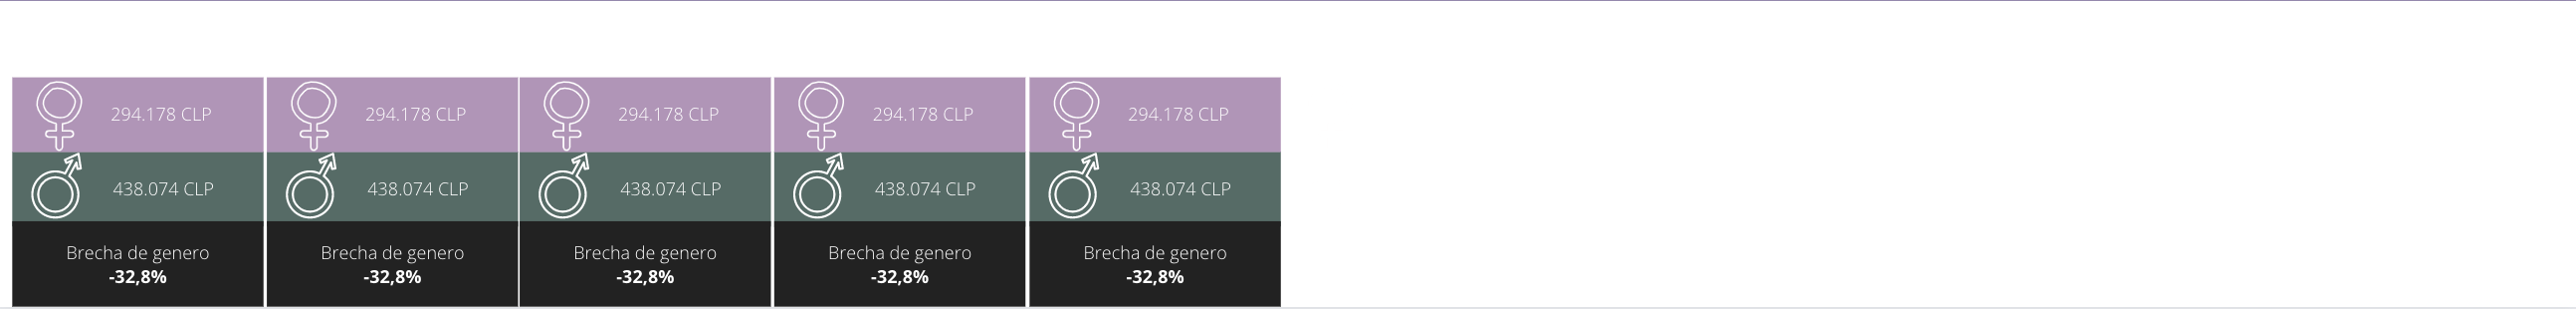 294.178 CLP
438.074 CLP
Brecha de genero
-32,8%
294.178 CLP
438.074 CLP
Brecha de genero
-32,8%
294.178 CLP
438.074 CLP
Brecha de genero
-32,8%
294.178 CLP
438.074 CLP
Brecha de genero
-32,8%
294.178 CLP
438.074 CLP
Brecha de genero
-32,8%